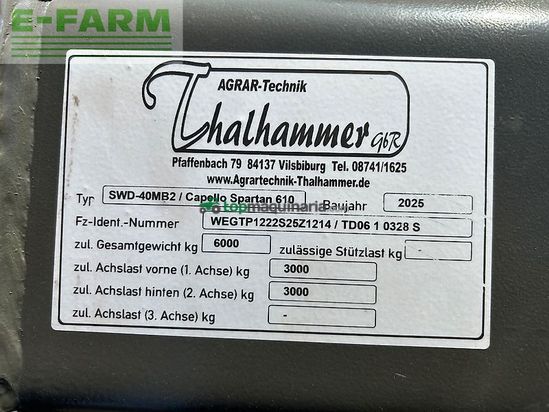 E-FARM
AGRAR-Technik
Thalhammer GbR
Pfaffenbach 79 84137 Vilsbiburg Tel. 08741/1625
www.Agrartechnik-Thalhammer.de
Typ SWD-40MB2 / Capello Spartan 610 Baujahr 2025
topmaquinaria
Fz-Ident.-Nummer WEGTP1222S25Z1214 / TD06 1 0328 S
zul. Gesamtgewicht kg 6000 zulässige Stützlast kg -
zul. Achslast vorne (1. Achse) kg 3000
zul. Achslast hinten (2. Achse) kg 3000
zul. Achslast (3. Achse) kg -